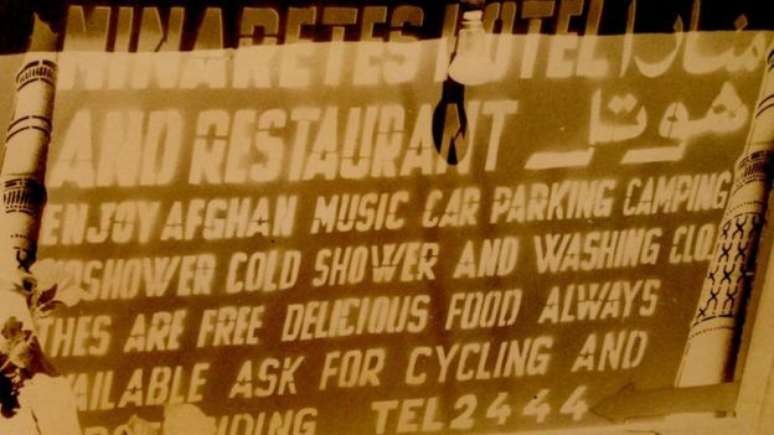 MINARETES HOTEL منارا
AND RESTAURANT هوتل
ENJOY AFGHAN MUSIC CAR PARKING CAMPING
SHOWER COLD SHOWER AND WASHING CLO
THES ARE FREE DELICIOUS FOOD ALWAYS
AILABLE ASK FOR CYCLING AND
DING TEL 2444